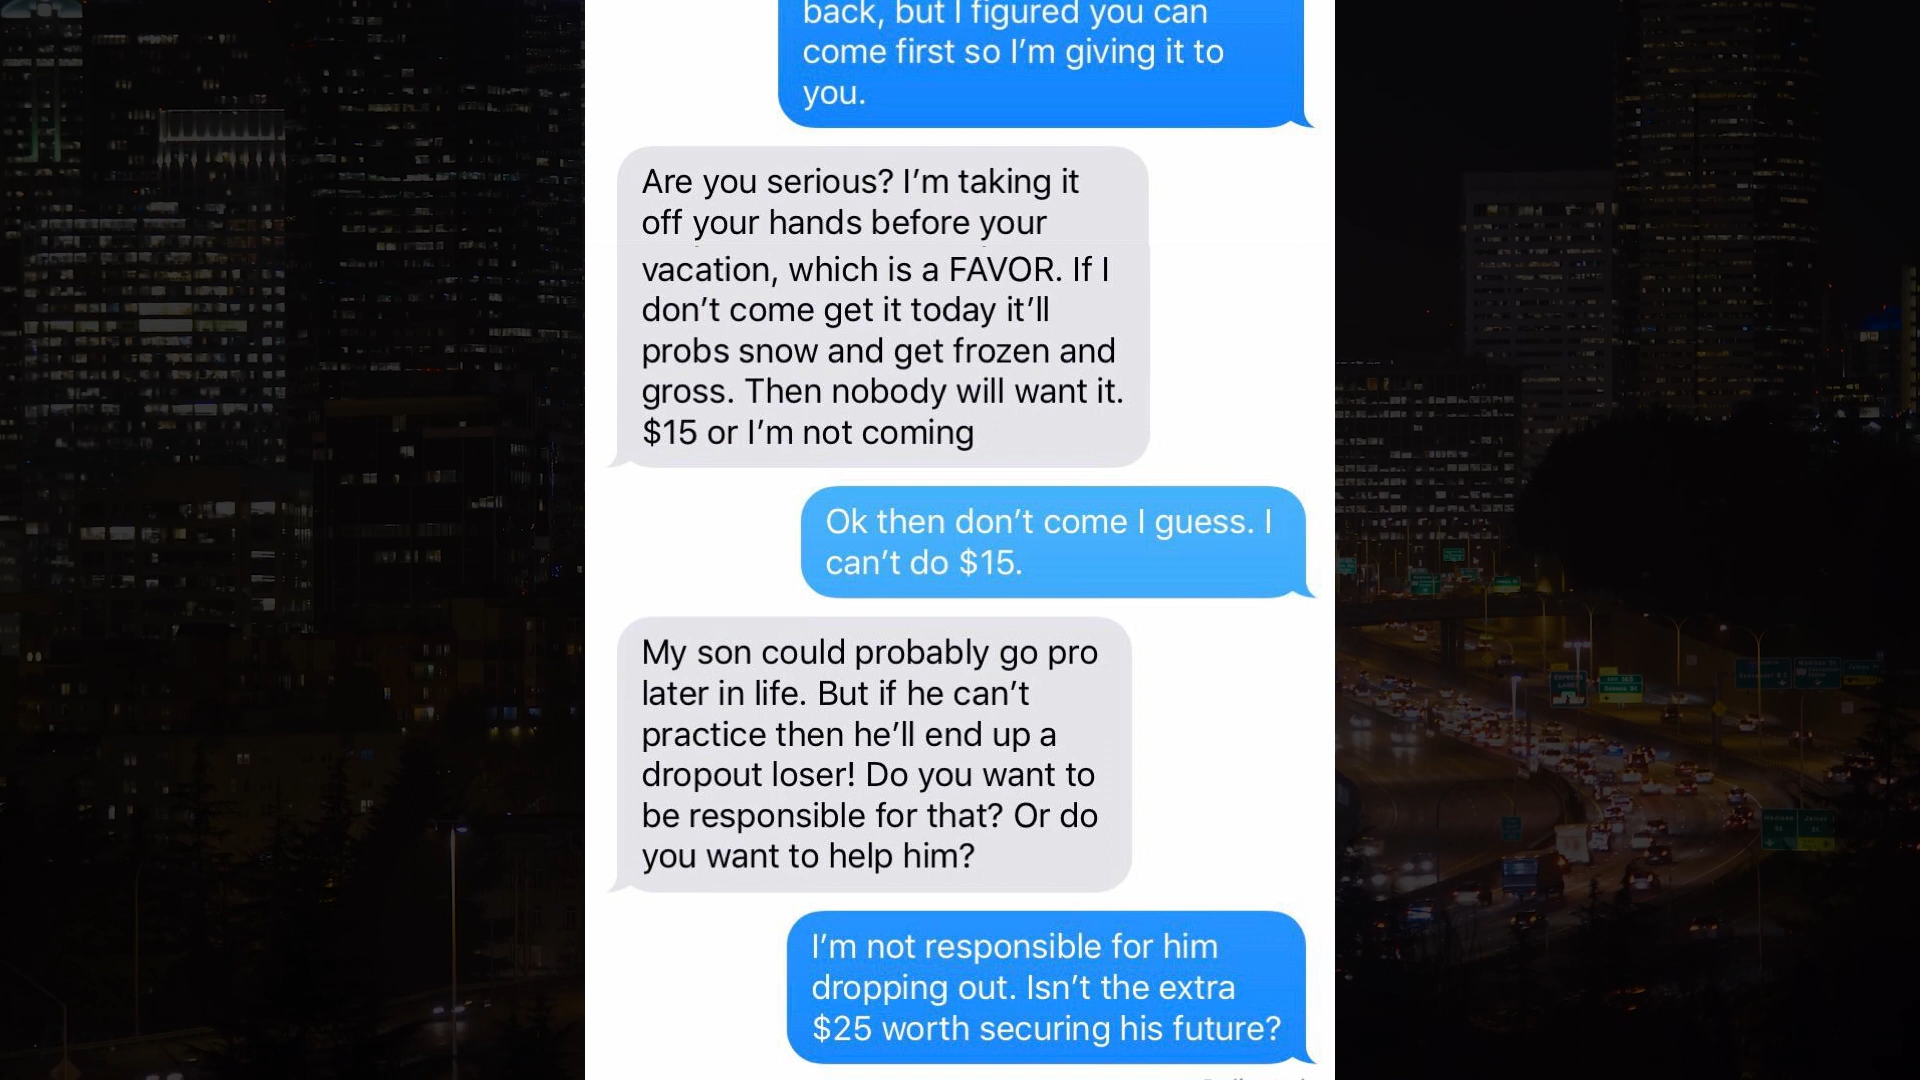 back, but I figured you can
come first so I’m giving it to
you.
Are you serious? I’m taking it
off your hands before your
vacation, which is a FAVOR. If I
don’t come get it today it’ll
probs snow and get frozen and
gross. Then nobody will want it.
$15 or I’m not coming
Ok then don’t come I guess. I
can’t do $15.
My son could probably go pro
later in life. But if he can’t
practice then he’ll end up a
dropout loser! Do you want to
be responsible for that? Or do
you want to help him?
I’m not responsible for him
dropping out. Isn’t the extra
$25 worth securing his future?